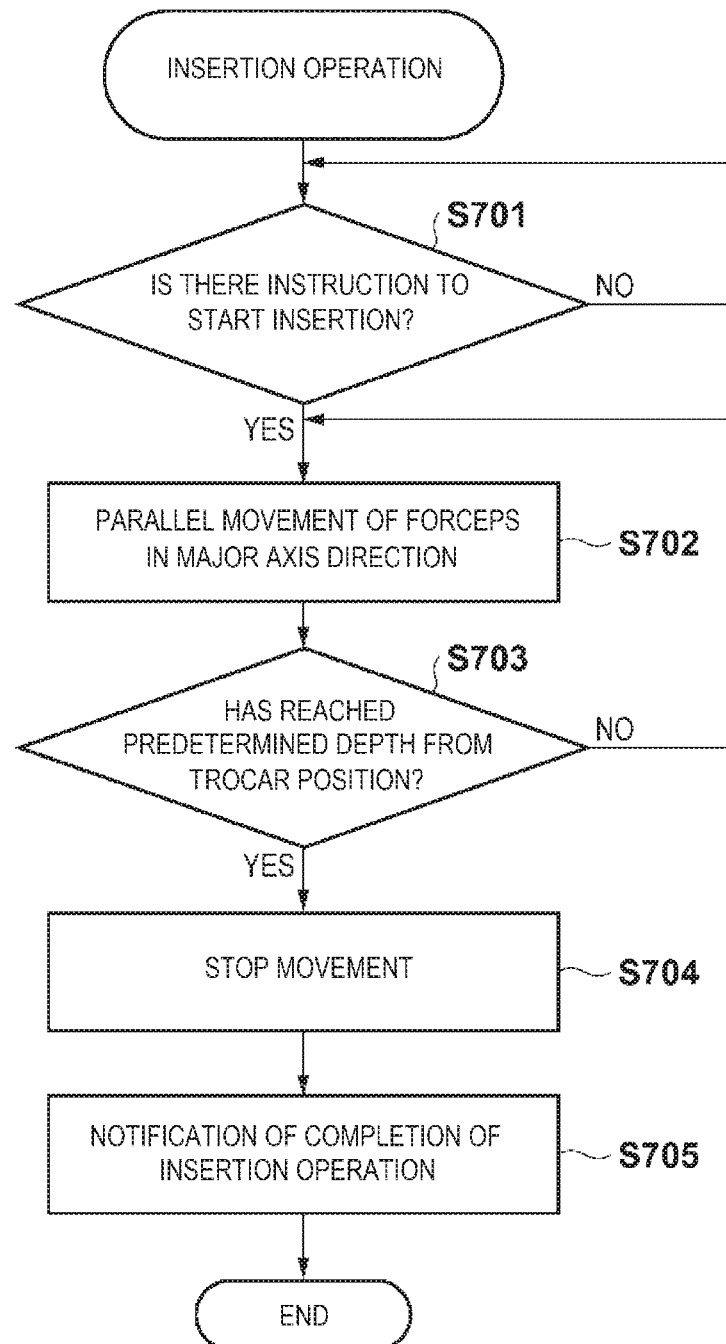 INSERTION OPERATION
S701
IS THERE INSTRUCTION TO
START INSERTION?
NO
YES
PARALLEL MOVEMENT OF FORCEPS
IN MAJOR AXIS DIRECTION
S702
S703
HAS REACHED
PREDETERMINED DEPTH FROM
TROCAR POSITION?
NO
YES
STOP MOVEMENT
S704
NOTIFICATION OF COMPLETION OF
INSERTION OPERATION
S705
END